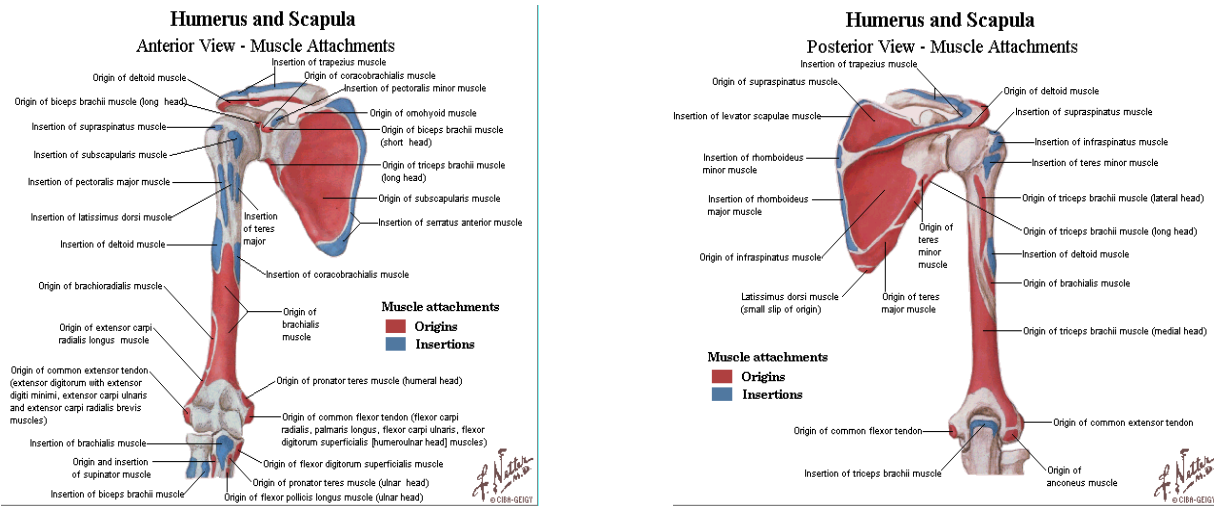 Humerus and Scapula
Anterior View - Muscle Attachments
Insertion of trapezius muscle
Origin of deltoid muscle
Origin of coracobrachialis muscle
Insertion of pectoralis minor muscle
Origin of biceps brachii muscle (long head)
Origin of omohyoid muscle
Insertion of supraspinatus muscle
Origin of biceps brachii muscle
(short head)
Insertion of subscapularis muscle
Origin of triceps brachii muscle
(long head)
Insertion of pectoralis major muscle
Origin of subscapularis muscle
Insertion of latissimus dorsi muscle
Insertion
of teres
major
Insertion of serratus anterior muscle
Insertion of deltoid muscle
Insertion of coracobrachialis muscle
Origin of brachioradialis muscle
Origin of
brachialis
muscle
Muscle attachments
Origins
Insertions
Origin of extensor carpi
radialis longus muscle
Origin of common extensor tendon
(extensor digitorum with extensor
digiti minimi, extensor carpi ulnaris
and extensor carpi radialis brevis
muscles)
Origin of pronator teres muscle (humeral head)
Origin of common flexor tendon (flexor carpi
radialis, palmaris longus, flexor carpi ulnaris, flexor
digitorum superficialis [humeroulnar head] muscles)
Insertion of brachialis muscle
Origin and insertion
of supinator muscle
Origin of flexor digitorum superficialis muscle
Origin of pronator teres muscle (ulnar head)
Insertion of biceps brachii muscle
Origin of flexor pollicis longus muscle (ulnar head)
F. Netter
M.D.
© CIBA-GEIGY
Humerus and Scapula
Posterior View - Muscle Attachments
Insertion of trapezius muscle
Origin of supraspinatus muscle
Origin of deltoid muscle
Insertion of levator scapulae muscle
Insertion of supraspinatus muscle
Insertion of infraspinatus muscle
Insertion of rhomboideus
minor muscle
Insertion of teres minor muscle
Insertion of rhomboideus
major muscle
Origin of triceps brachii muscle (lateral head)
Origin of
teres
minor
muscle
Origin of triceps brachii muscle (long head)
Origin of infraspinatus muscle
Insertion of deltoid muscle
Origin of brachialis muscle
Latissimus dorsi muscle
(small slip of origin)
Origin of teres
major muscle
Origin of triceps brachii muscle (medial head)
Muscle attachments
Origins
Insertions
Origin of common flexor tendon
Origin of common extensor tendon
Insertion of triceps brachii muscle
Origin of
anconeus muscle
F. Netter
M.D.
© CIBA-GEIGY